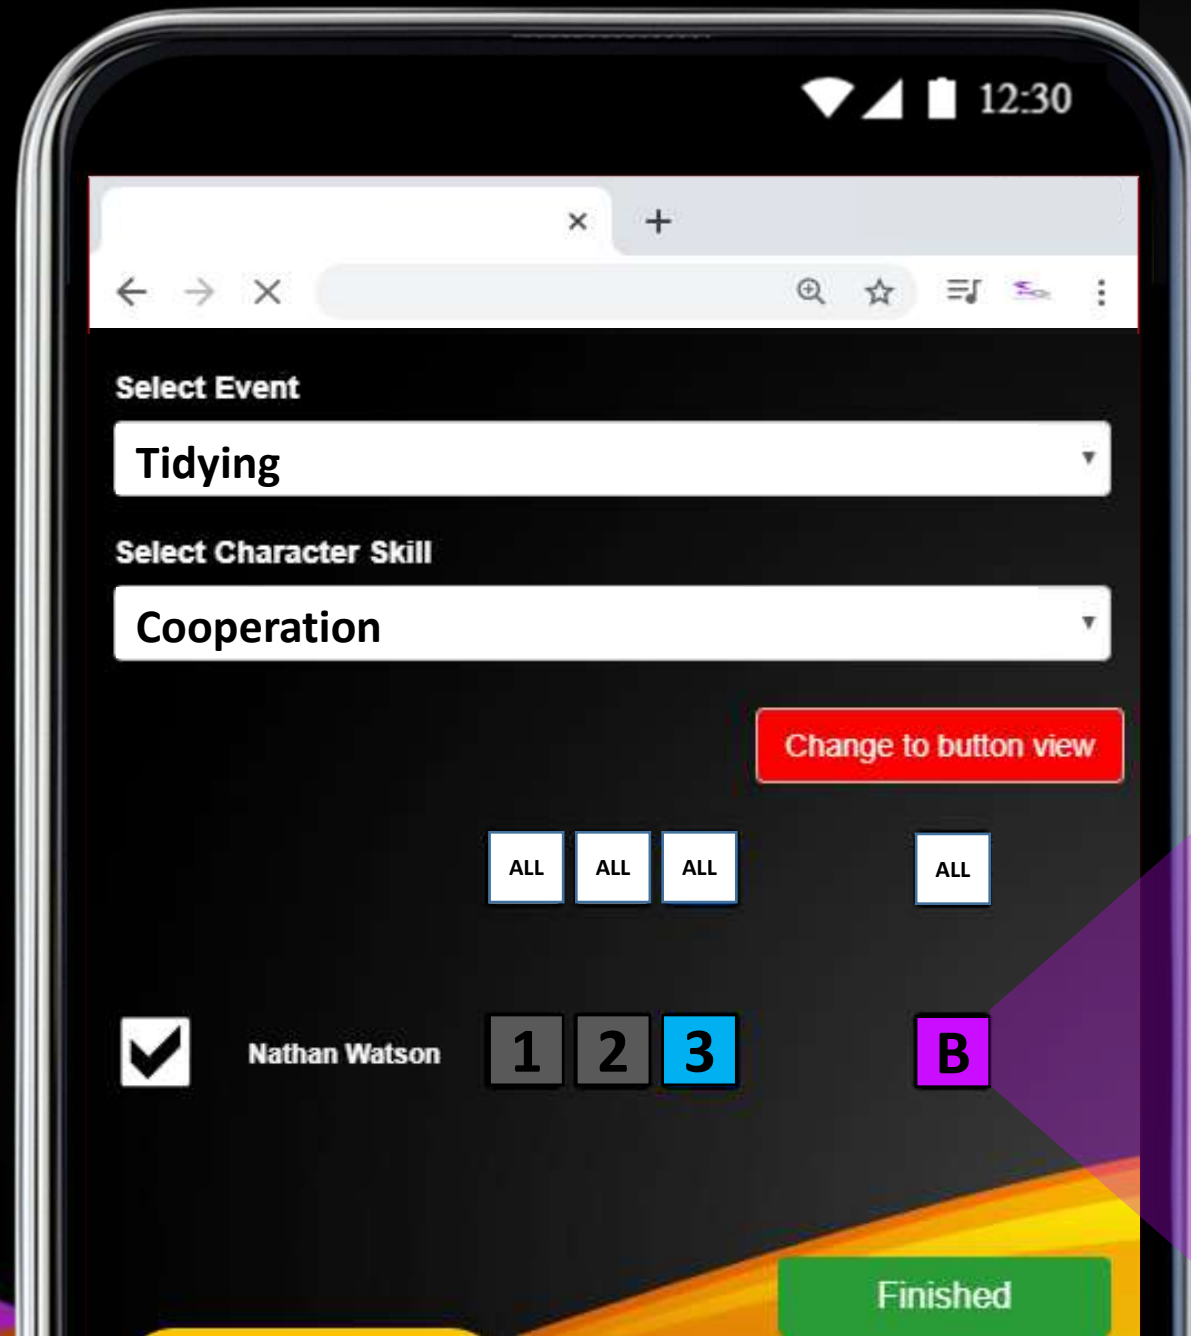 12:30
Select Event
Tidying
Select Character Skill
Cooperation
Change to button view
ALL ALL ALL ALL
Nathan Watson 1 2 3 B
Finished